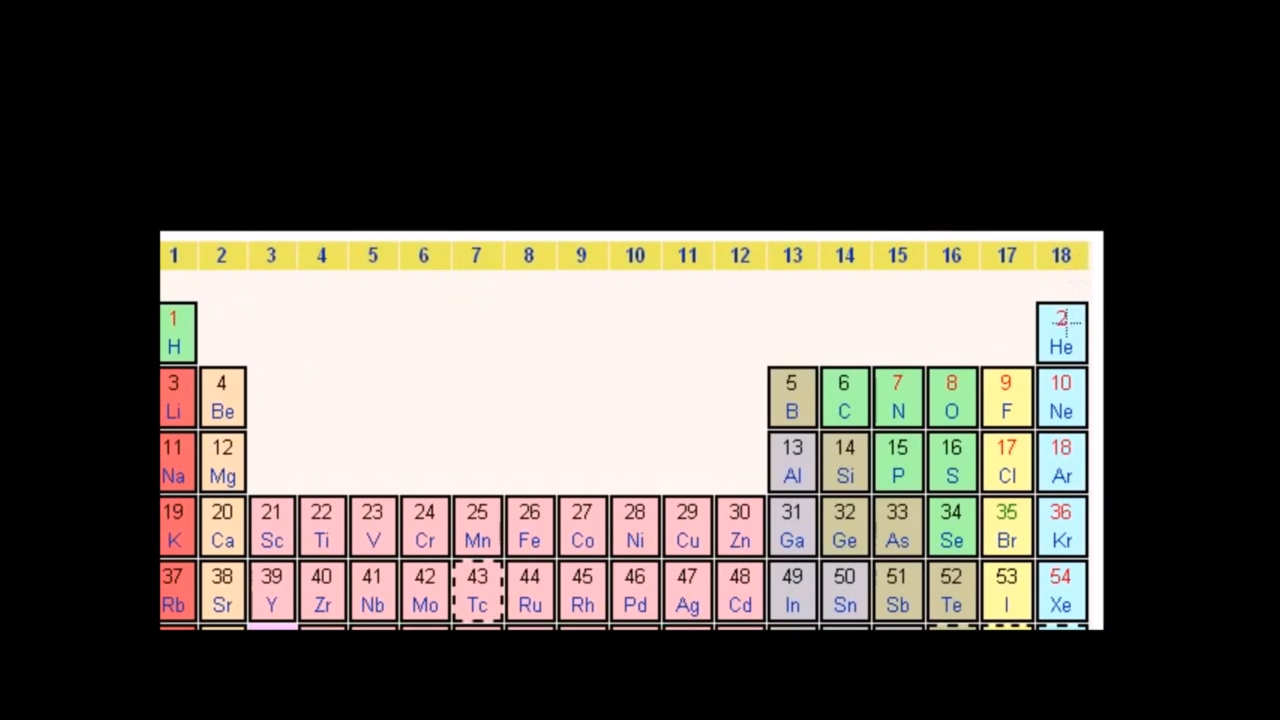 1 2 3 4 5 6 7 8 9 10 11 12 13 14 15 16 17 18
1 2
H He
3 4 5 6 7 8 9 10
Li Be B C N O F Ne
11 12 13 14 15 16 17 18
Na Mg Al Si P S Cl Ar
19 20 21 22 23 24 25 26 27 28 29 30 31 32 33 34 35 36
K Ca Sc Ti V Cr Mn Fe Co Ni Cu Zn Ga Ge As Se Br Kr
37 38 39 40 41 42 43 44 45 46 47 48 49 50 51 52 53 54
Rb Sr Y Zr Nb Mo Tc Ru Rh Pd Ag Cd In Sn Sb Te I Xe